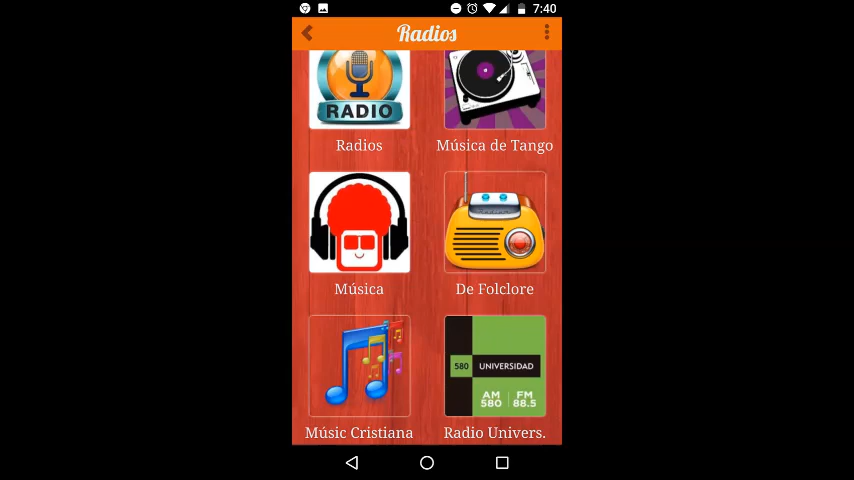 7:40
Radios
RADIO
Radios
Música de Tango
Música
De Folclore
580 UNIVERSIDAD
AM 580 | FM 88.5
Músic Cristiana
Radio Univers.